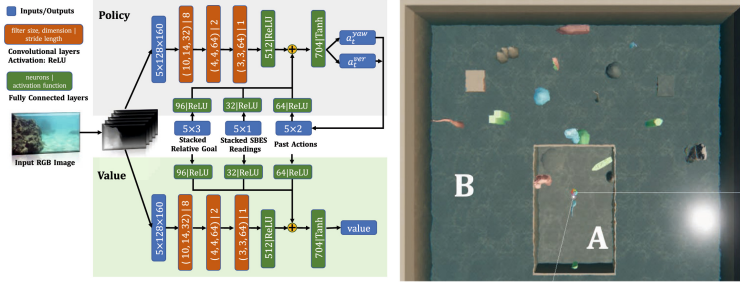 Inputs/Outputs
filter size, dimension |
stride length
Convolutional layers
Activation: ReLU
neurons |
activation function
Fully Connected layers
Input RGB Image
Policy
5×128×160
(10,14,32) | 8
(4,4,64) | 2
(3,3,64) | 1
512|ReLU
704|Tanh
a_t^yaw
a_t^ver
96|ReLU
32|ReLU
64|ReLU
5×3
5×1
5×2
Stacked
Relative Goal
Stacked SBES
Readings
Past Actions
Value
96|ReLU
32|ReLU
64|ReLU
5×128×160
(10,14,32) | 8
(4,4,64) | 2
(3,3,64) | 1
512|ReLU
704|Tanh
value
B
A